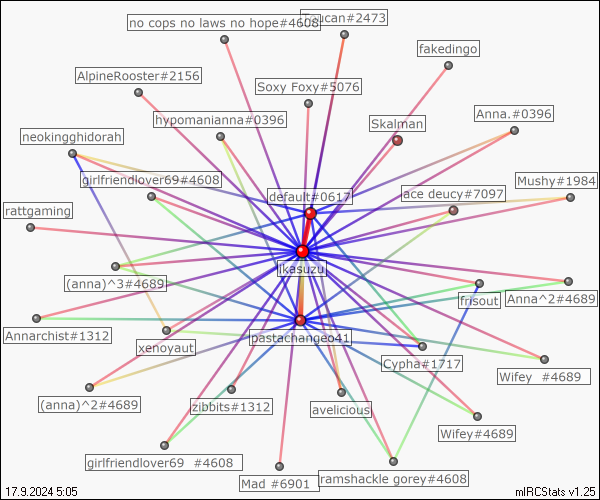 no cops no laws no hope#4608
Toucan#2473
fakedingo
AlpineRooster#2156
Soxy Foxy#5076
hypomanianna#0396
Skalman
Anna.#0396
neokingghidorah
girlfriendlover69#4608
default#0617
ace deucy#7097
Mushy#1984
rattgaming
jkasuzu
(anna)^3#4689
frisout
Anna^2#4689
Annarchist#1312
xenoyaut
pastachangeo41
Cypha#1717
Wifey #4689
(anna)^2#4689
zibbits#1312
avelicious
Wifey#4689
girlfriendlover69 #4608
Mad #6901
ramshackle gorey#4608
17.9.2024 5:05
mIRCStats v1.25